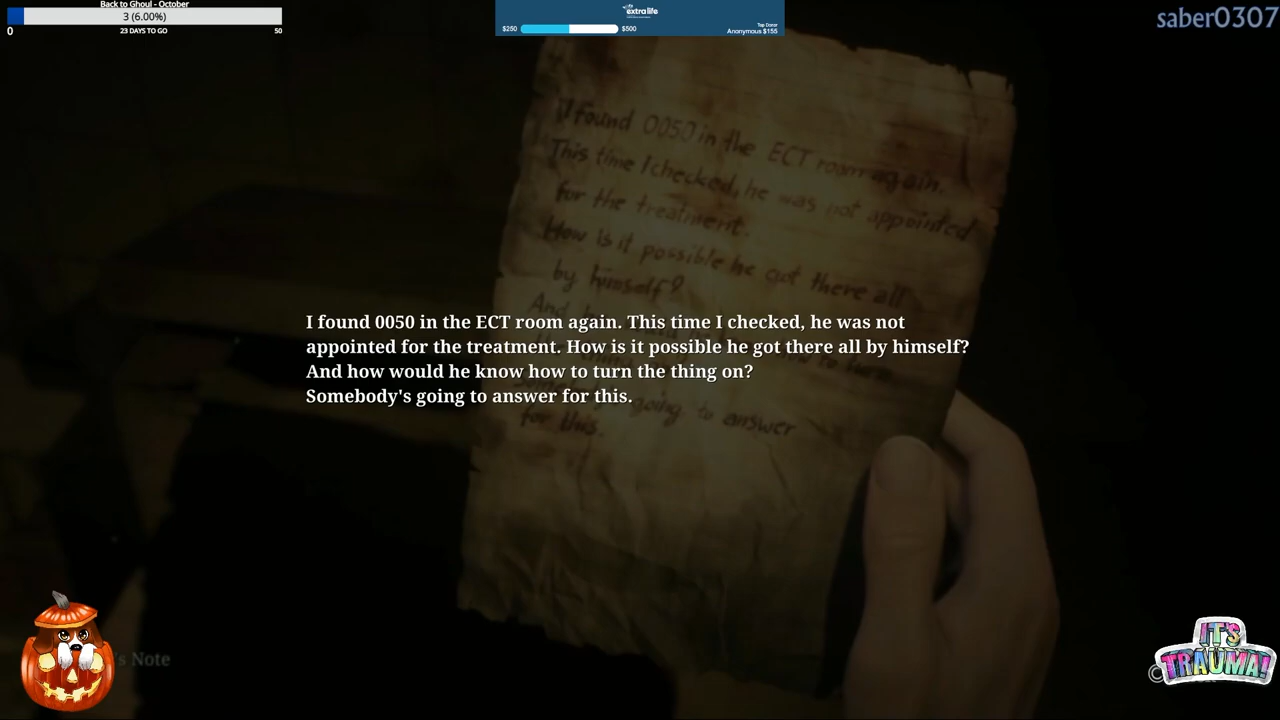 Back to Ghoul - October
3 (6.00%)
0
23 DAYS TO GO
50
extralife
$250
$500
Top Donor
Anonymous $155
saber0307
I found 0050 in the ECT room again.
This time I checked, he was not appointed
for the treatment.
How is it possible he got there all
by himself?
I found 0050 in the ECT room again. This time I checked, he was not
appointed for the treatment. How is it possible he got there all by himself?
And how would he know how to turn the thing on?
Somebody's going to answer for this.
going to answer
for this.
's Note
IT'S
TRAUMA!